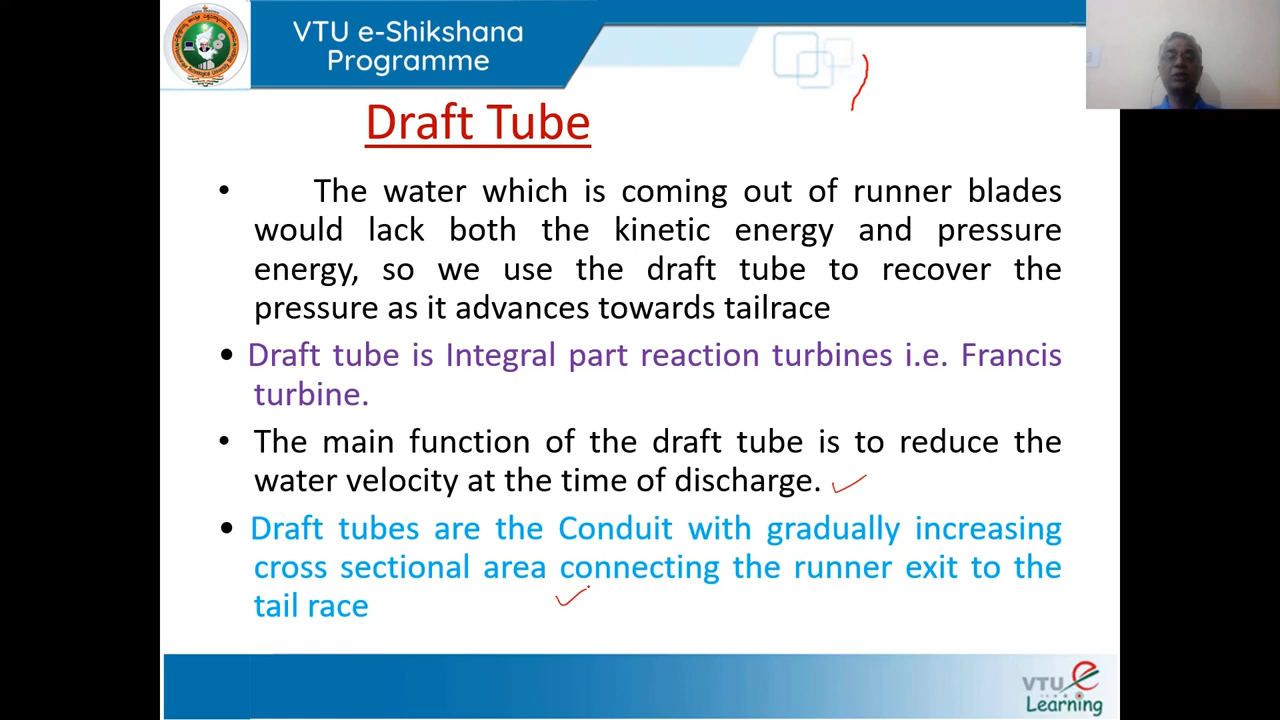 VTU e-Shikshana
Programme
Draft Tube
• The water which is coming out of runner blades
would lack both the kinetic energy and pressure
energy, so we use the draft tube to recover the
pressure as it advances towards tailrace
• Draft tube is Integral part reaction turbines i.e. Francis
turbine.
• The main function of the draft tube is to reduce the
water velocity at the time of discharge.
• Draft tubes are the Conduit with gradually increasing
cross sectional area connecting the runner exit to the
tail race
VTU e
Learning